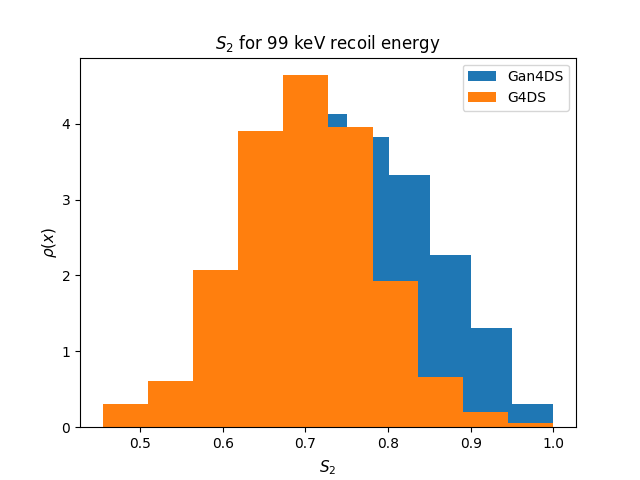 S₂ for 99 keV recoil energy
Gan4DS
G4DS
ρ(x)
4
3
2
1
0
0.5 0.6 0.7 0.8 0.9 1.0
S₂